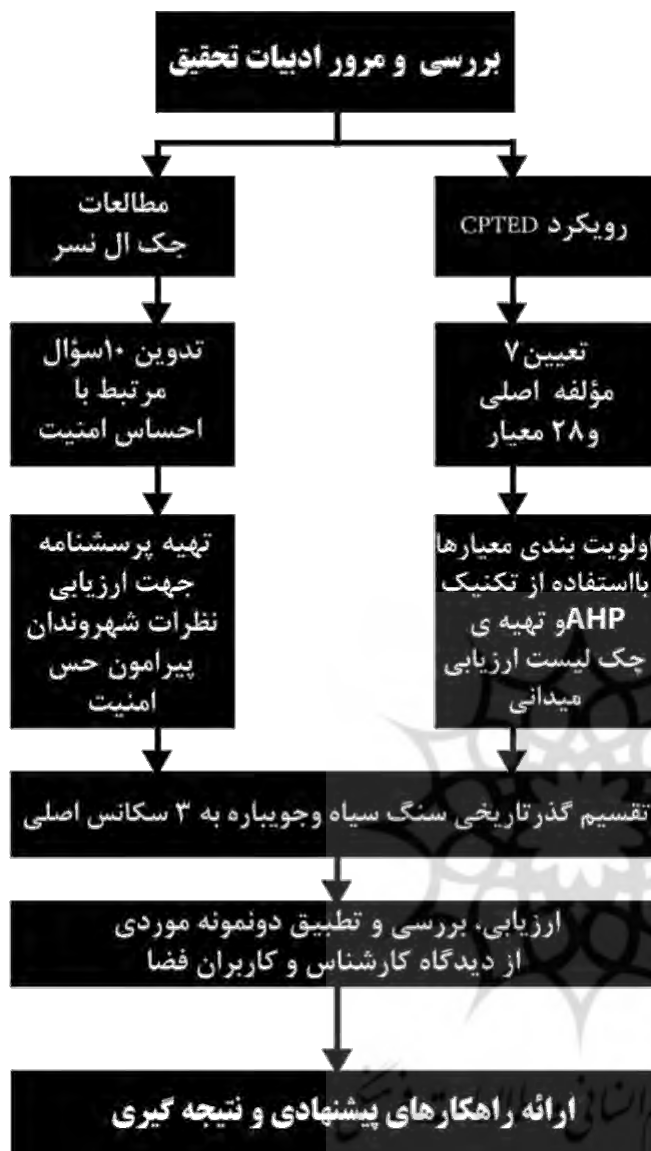 بررسی و مرور ادبیات تحقیق
رویکرد CPTED
مطالعات
جک ال نسر
تعیین۷
مؤلفه اصلی
و۲۸ معیار
تدوین ۱۰سؤال
مرتبط با
احساس امنیت
اولویت بندی معیارها
بااستفاده از تکنیک
AHPو تهیه ی
چک لیست ارزیابی
میدانی
تهیه پرسشنامه
جهت ارزیابی
نظرات شهروندان
پیرامون حس
امنیت
تقسیم گذرتاریخی سنگ سیاه وجویباره به ۳ سکانس اصلی
ارزیابی، بررسی و تطبیق دونمونه موردی
از دیدگاه کارشناس و کاربران فضا
ارائه راهکارهای پیشنهادی و نتیجه گیری